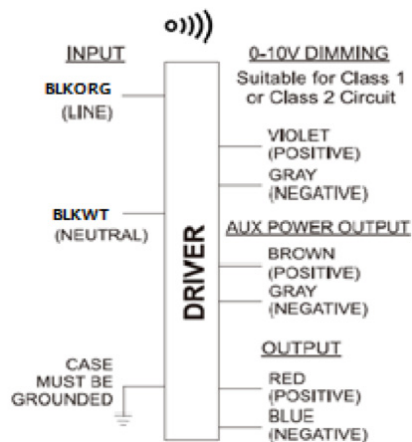 INPUT
BLKORG
(LINE)
BLKWT
(NEUTRAL)
CASE
MUST BE
GROUNDED
DRIVER
0-10V DIMMING
Suitable for Class 1
or Class 2 Circuit
VIOLET
(POSITIVE)
GRAY
(NEGATIVE)
AUX POWER OUTPUT
BROWN
(POSITIVE)
GRAY
(NEGATIVE)
OUTPUT
RED
(POSITIVE)
BLUE
(NEGATIVE)